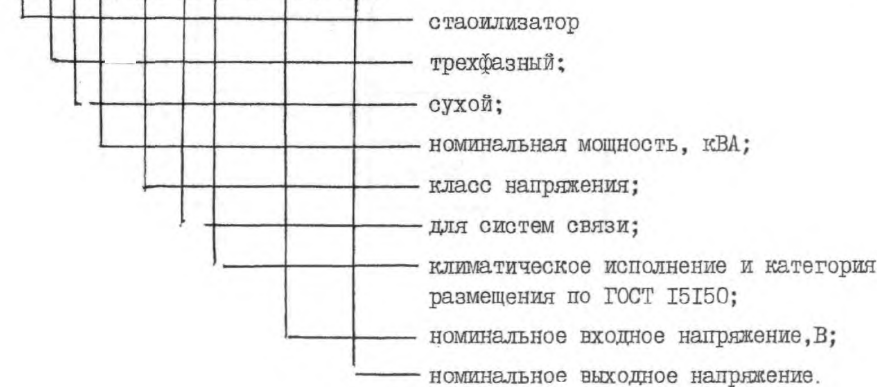 стаоилизатор
трехфазный;
сухой;
номинальная мощность, кВА;
класс напряжения;
для систем связи;
климатическое исполнение и категория
размещения по ГОСТ I5I50;
номинальное входное напряжение,В;
номинальное выходное напряжение.